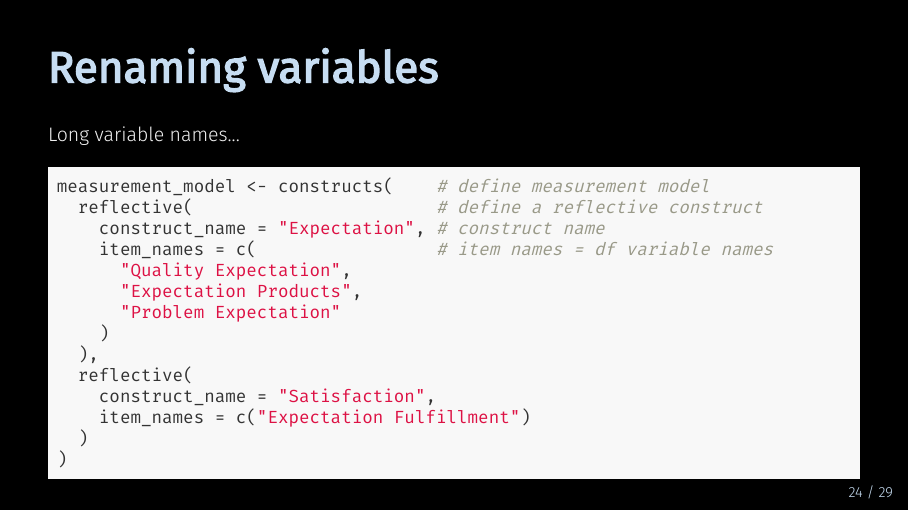 Renaming variables
Long variable names...
measurement_model <- constructs(    # define measurement model
  reflective(                       # define a reflective construct
    construct_name = "Expectation", # construct name
    item_names = c(                 # item names = df variable names
      "Quality Expectation",
      "Expectation Products",
      "Problem Expectation"
    )
  ),
  reflective(
    construct_name = "Satisfaction",
    item_names = c("Expectation Fulfillment")
  )
)
24 / 29